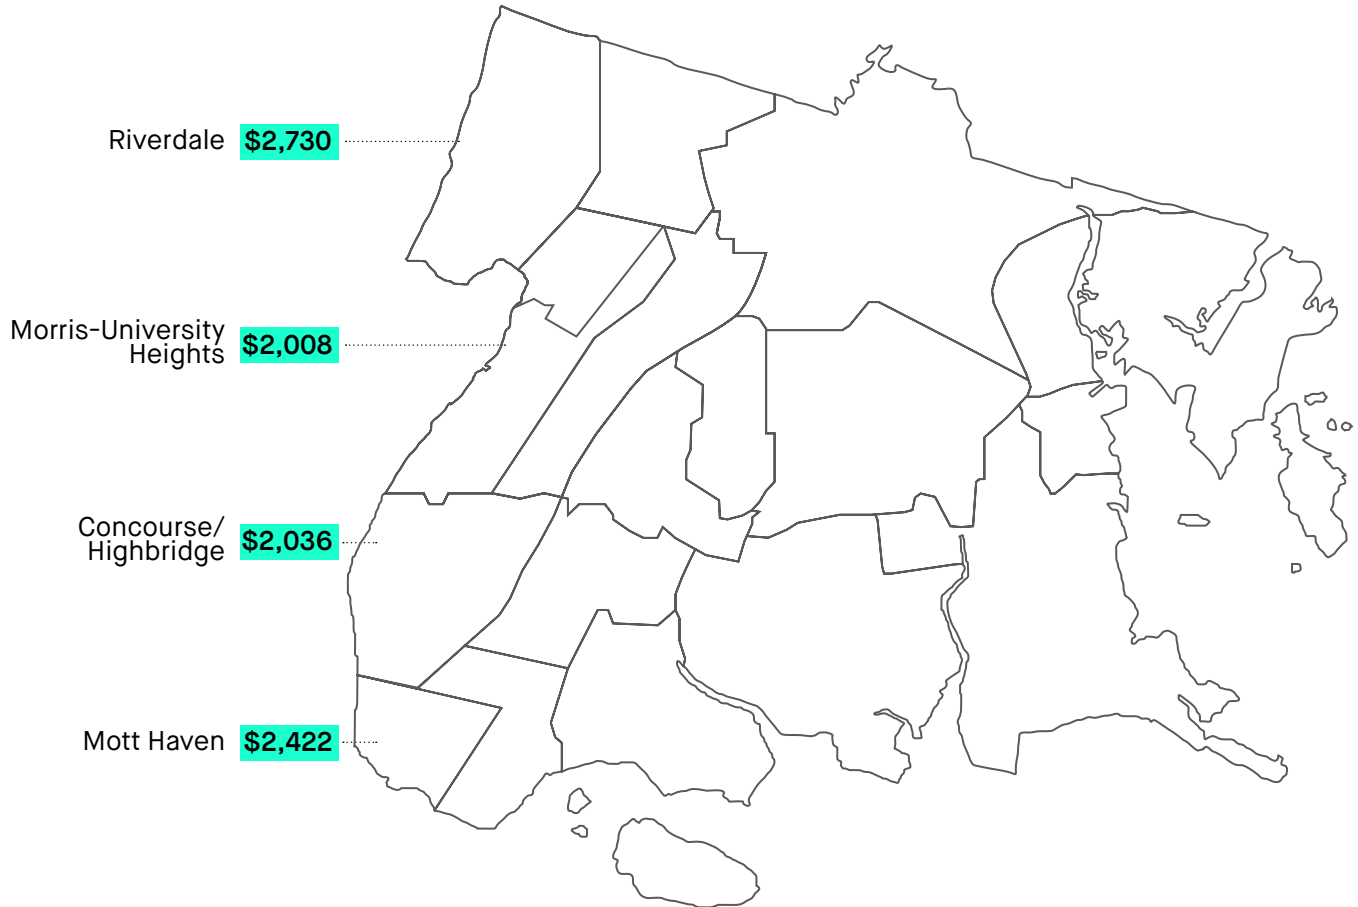 Riverdale $2,730
Morris-University
Heights $2,008
Concourse/
Highbridge $2,036
Mott Haven $2,422